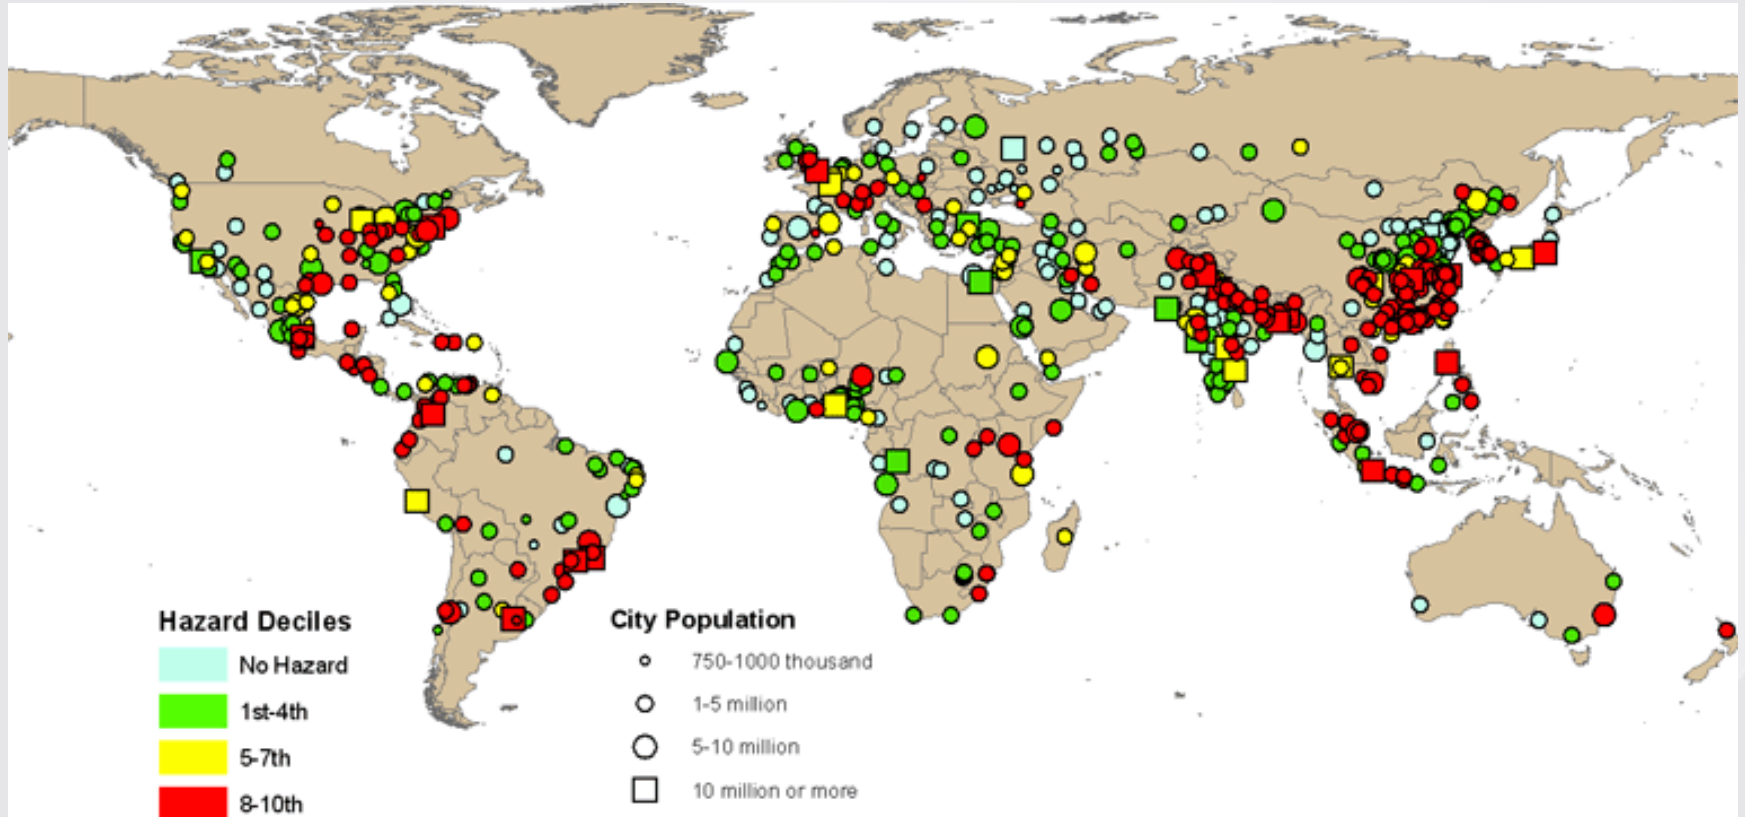 Hazard Deciles
No Hazard
1st-4th
5-7th
8-10th
City Population
750-1000 thousand
1-5 million
5-10 million
10 million or more